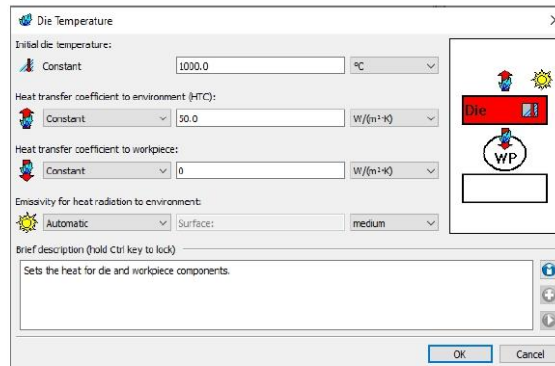 Die Temperature
Initial die temperature:
Constant 1000.0 °C
Heat transfer coefficient to environment (HTC):
Constant 50.0 W/(m²·K)
Heat transfer coefficient to workpiece:
Constant 0 W/(m²·K)
Emissivity for heat radiation to environment:
Automatic Surface: medium
Brief description (hold Ctrl key to lock)
Sets the heat for die and workpiece components.
Die
WP
OK Cancel